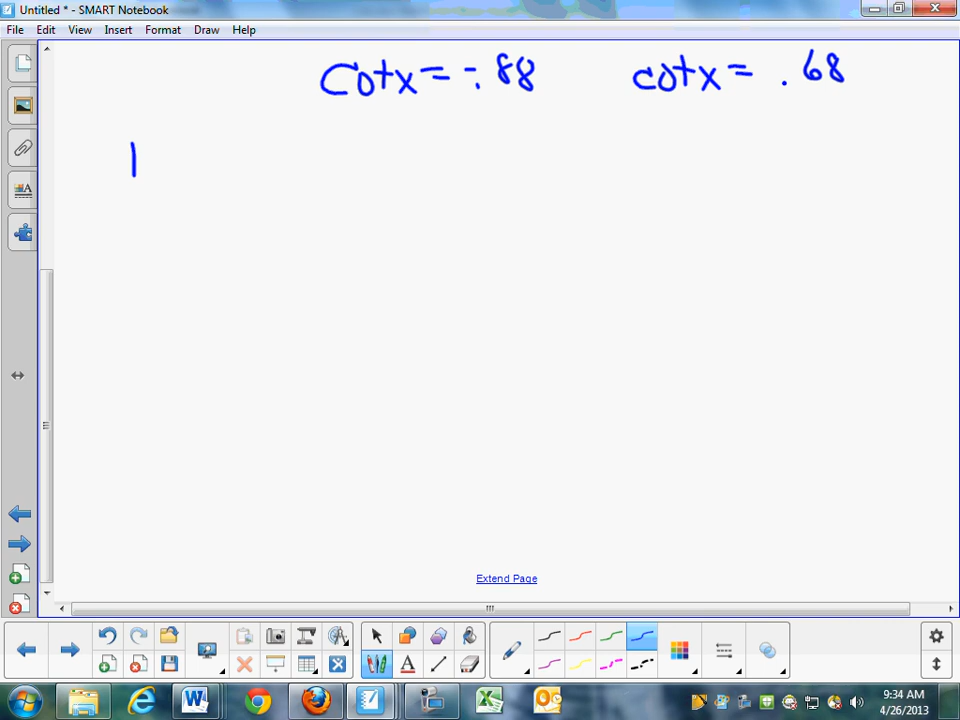 Untitled * - SMART Notebook
File Edit View Insert Format Draw Help
cotx = -.88 cotx = .68
1
Extend Page
9:34 AM
4/26/2013